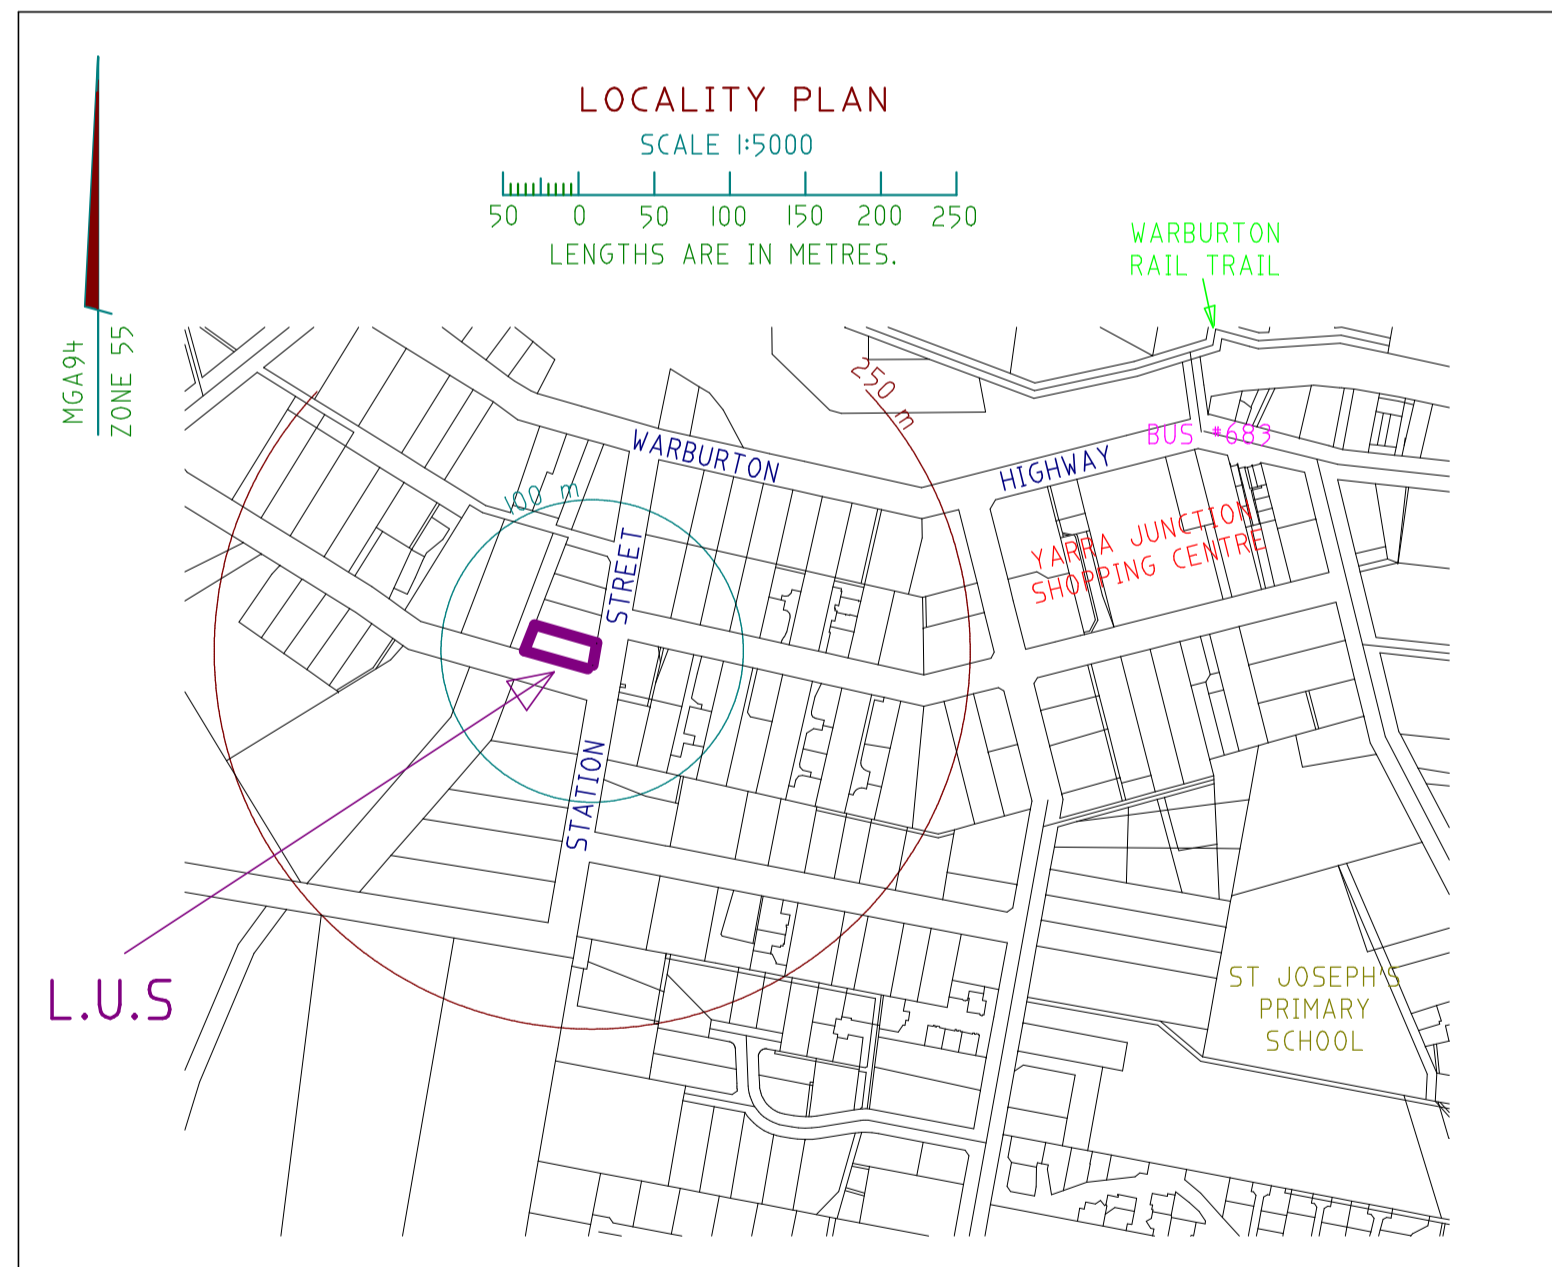 LOCALITY PLAN
SCALE 1:5000
50 0 50 100 150 200 250
LENGTHS ARE IN METRES.
MGA94
ZONE 55
WARBURTON
RAIL TRAIL
250 m
BUS #683
WARBURTON
HIGHWAY
100 m
STREET
YARRA JUNCTION
SHOPPING CENTRE
STATION
L.U.S
ST JOSEPH'S
PRIMARY
SCHOOL